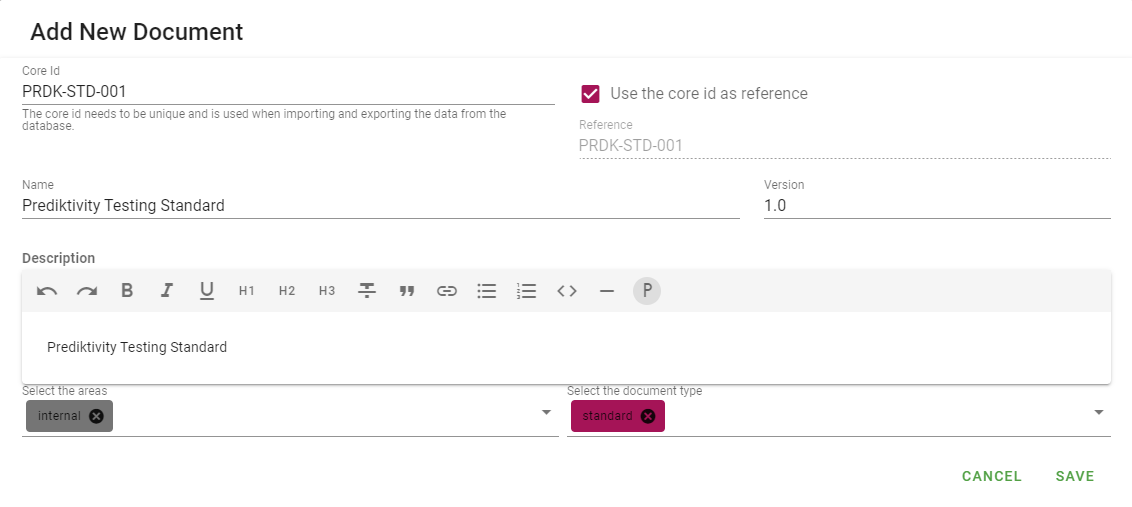 Add New Document
Core Id
PRDK-STD-001
The core id needs to be unique and is used when importing and exporting the data from the
database.
Use the core id as reference
Reference
PRDK-STD-001
Name
Prediktivity Testing Standard
Version
1.0
Description
B I U H1 H2 H3 P
Prediktivity Testing Standard
Select the areas
internal
Select the document type
standard
CANCEL SAVE